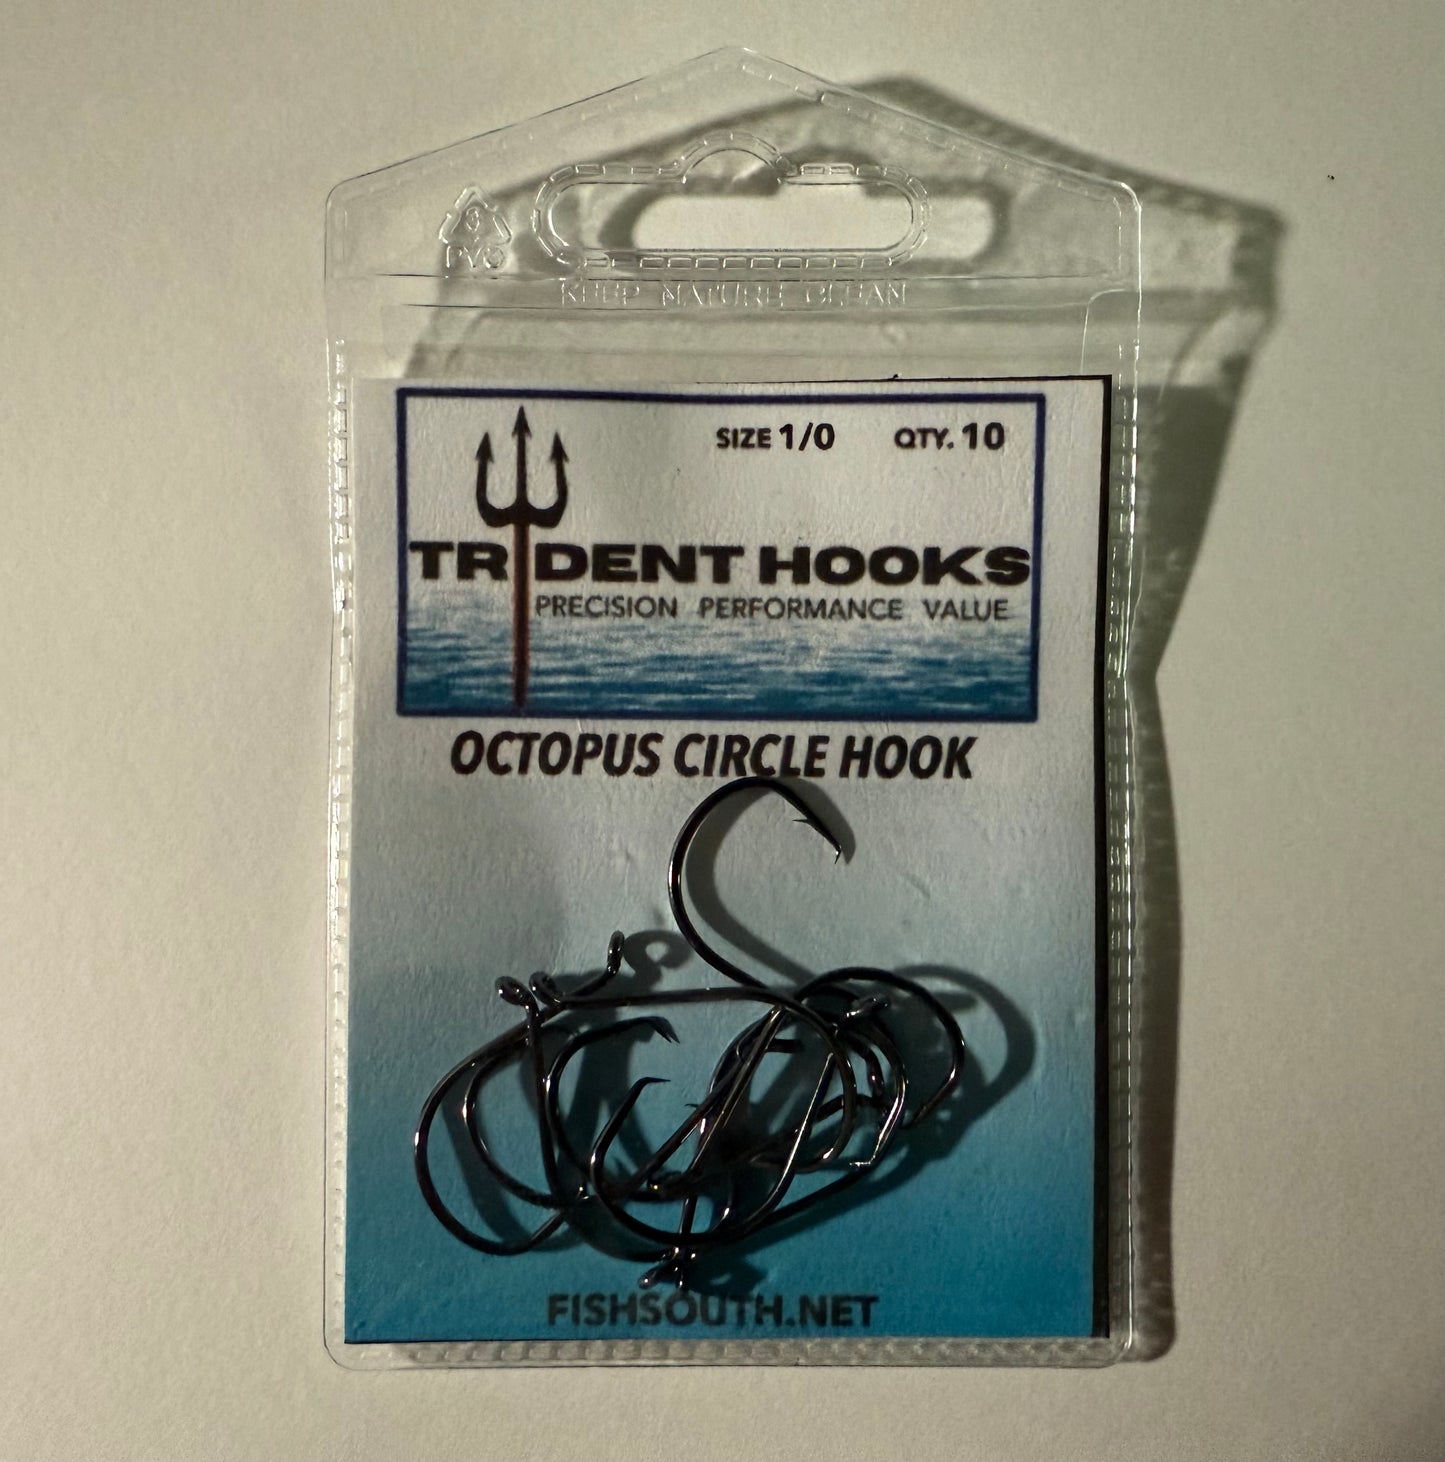 KEEP NATURE CLEAN
SIZE 1/0 QTY. 10
TRIDENT HOOKS
PRECISION PERFORMANCE VALUE
OCTOPUS CIRCLE HOOK
FISHSOUTH.NET